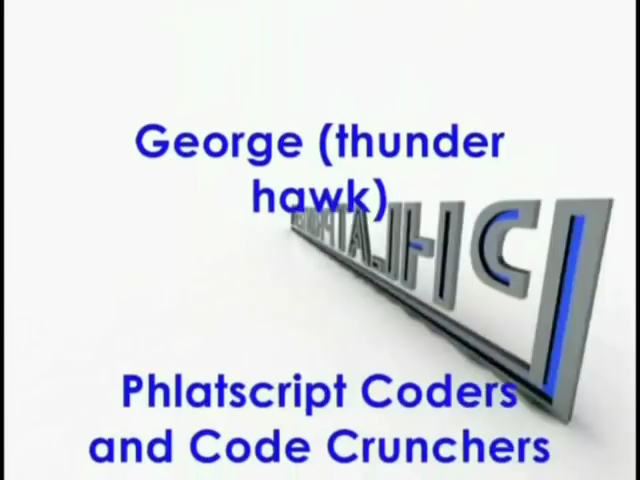 George (thunder
hawk)
Phlatscript Coders
and Code Crunchers